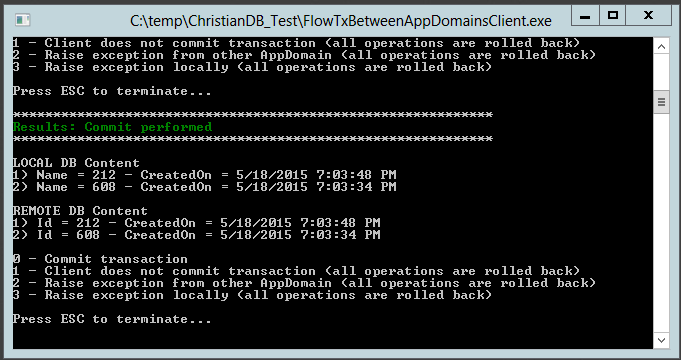 C:\temp\ChristianDB_Test\FlowTxBetweenAppDomainsClient.exe
1 - Client does not commit transaction (all operations are rolled back)
2 - Raise exception from other AppDomain (all operations are rolled back)
3 - Raise exception locally (all operations are rolled back)
Press ESC to terminate...
************************************************************
Results: Commit performed
************************************************************
LOCAL DB Content
1) Name = 212 - CreatedOn = 5/18/2015 7:03:48 PM
2) Name = 608 - CreatedOn = 5/18/2015 7:03:34 PM
REMOTE DB Content
1) Id = 212 - CreatedOn = 5/18/2015 7:03:48 PM
2) Id = 608 - CreatedOn = 5/18/2015 7:03:34 PM
0 - Commit transaction
1 - Client does not commit transaction (all operations are rolled back)
2 - Raise exception from other AppDomain (all operations are rolled back)
3 - Raise exception locally (all operations are rolled back)
Press ESC to terminate...